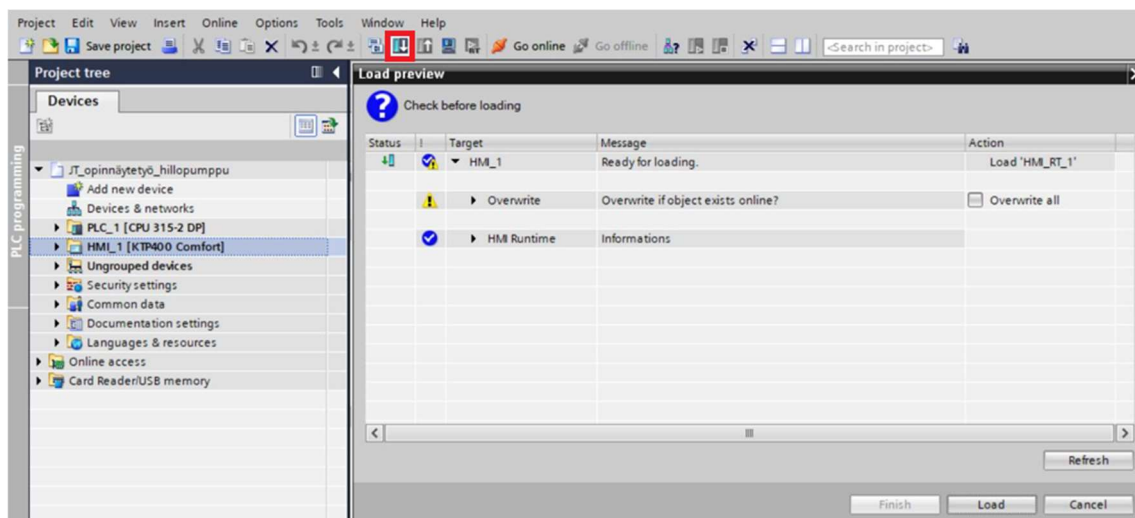 Project Edit View Insert Online Options Tools Window Help
Save project Go online Go offline <Search in project>
Project tree
Devices
PLC programming
JT_opinnäytetyö_hillopumppu
Add new device
Devices & networks
PLC_1 [CPU 315-2 DP]
HMI_1 [KTP400 Comfort]
Ungrouped devices
Security settings
Common data
Documentation settings
Languages & resources
Online access
Card Reader/USB memory
Load preview
Check before loading
Status ! Target Message Action
HMI_1 Ready for loading. Load 'HMI_RT_1'
Overwrite Overwrite if object exists online? Overwrite all
HMI Runtime Informations
Refresh
Finish Load Cancel